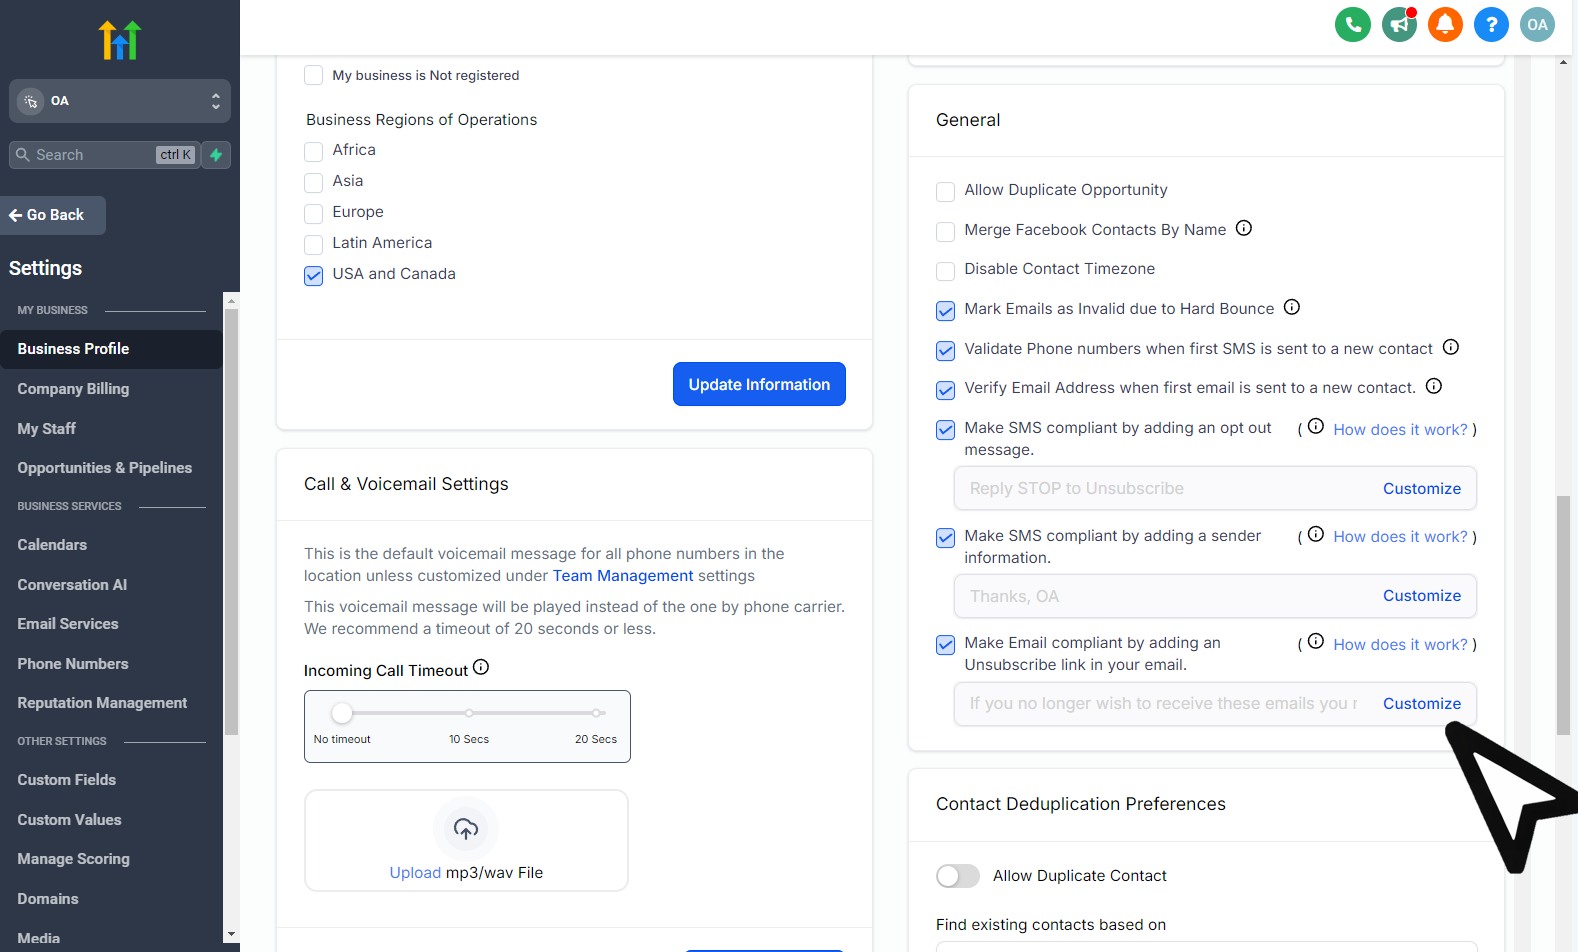 OA
OA
Search ctrl K
Go Back
Settings
MY BUSINESS
Business Profile
Company Billing
My Staff
Opportunities & Pipelines
BUSINESS SERVICES
Calendars
Conversation AI
Email Services
Phone Numbers
Reputation Management
OTHER SETTINGS
Custom Fields
Custom Values
Manage Scoring
Domains
Media
My business is Not registered
Business Regions of Operations
Africa
Asia
Europe
Latin America
USA and Canada
Update Information
Call & Voicemail Settings
This is the default voicemail message for all phone numbers in the
location unless customized under Team Management settings
This voicemail message will be played instead of the one by phone carrier.
We recommend a timeout of 20 seconds or less.
Incoming Call Timeout
No timeout 10 Secs 20 Secs
Upload mp3/wav File
General
Allow Duplicate Opportunity
Merge Facebook Contacts By Name
Disable Contact Timezone
Mark Emails as Invalid due to Hard Bounce
Validate Phone numbers when first SMS is sent to a new contact
Verify Email Address when first email is sent to a new contact.
Make SMS compliant by adding an opt out ( How does it work? )
message.
Reply STOP to Unsubscribe Customize
Make SMS compliant by adding a sender ( How does it work? )
information.
Thanks, OA Customize
Make Email compliant by adding an ( How does it work? )
Unsubscribe link in your email.
If you no longer wish to receive these emails you r Customize
Contact Deduplication Preferences
Allow Duplicate Contact
Find existing contacts based on